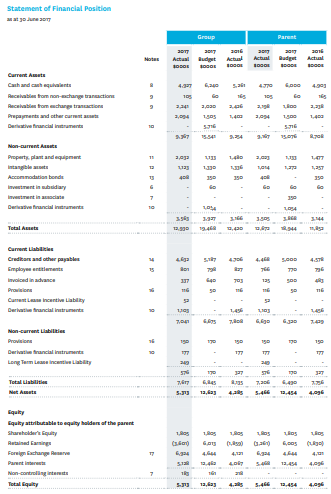 Statement of Financial Position
as at 30 June 2017
Group Parent
Notes 2017 Actual $000s 2017 Budget $000s 2016 Actual $000s 2017 Actual $000s 2017 Budget $000s 2016 Actual $000s
Current Assets
Cash and cash equivalents 8 4,927 6,240 5,261 4,770 6,000 4,903
Receivables from non-exchange transactions 9 105 60 165 105 60 165
Receivables from exchange transactions 9 2,241 2,020 2,426 2,198 1,800 2,238
Prepayments and other current assets 2,094 1,505 1,402 2,094 1,500 1,402
Derivative financial instruments 10 - 5,716 - - 5,716 -
9,367 15,541 9,254 9,167 15,076 8,708
Non-current Assets
Property, plant and equipment 11 2,032 1,133 1,480 2,023 1,133 1,477
Intangible assets 12 1,123 1,330 1,336 1,014 1,272 1,257
Accommodation bonds 13 408 350 350 408 - 350
Investment in subsidiary 6 - 60 - 60 60 60
Investment in associate 7 - - - - 350 -
Derivative financial instruments 10 - 1,054 - - 1,054 -
3,563 3,927 3,166 3,505 3,868 3,144
Total Assets 12,930 19,468 12,420 12,672 18,944 11,852
Current Liabilities
Creditors and other payables 14 4,632 5,187 4,706 4,468 5,000 4,578
Employee entitlements 15 801 798 827 766 770 796
Invoiced in advance 337 640 703 125 500 483
Provisions 16 116 50 116 116 50 116
Current Lease Incentive Liability 52 - - 52 - -
Derivative financial instruments 10 1,103 - 1,456 1,103 - 1,456
7,041 6,675 7,808 6,630 6,320 7,429
Non-current Liabilities
Provisions 16 150 170 150 150 170 150
Derivative financial instruments 10 177 - 177 177 - 177
Long Term Lease incentive Liability 249 - - 249 - -
576 170 327 576 170 327
Total Liabilities 7,617 6,845 8,135 7,206 6,490 7,756
Net Assets 5,313 12,623 4,285 5,466 12,454 4,096
Equity
Equity attributable to equity holders of the parent
Shareholder's Equity 1,805 1,805 1,805 1,805 1,805 1,805
Retained Earnings (3,601) 6,013 (1,859) (3,261) 6,005 (1,830)
Foreign Exchange Reserve 17 6,924 4,644 4,121 6,924 4,644 4,121
Parent interests 5,128 12,462 4,067 5,468 12,454 4,096
Non-controlling interests 7 185 161 218 - - -
Total Equity 5,313 12,623 4,285 5,466 12,454 4,096